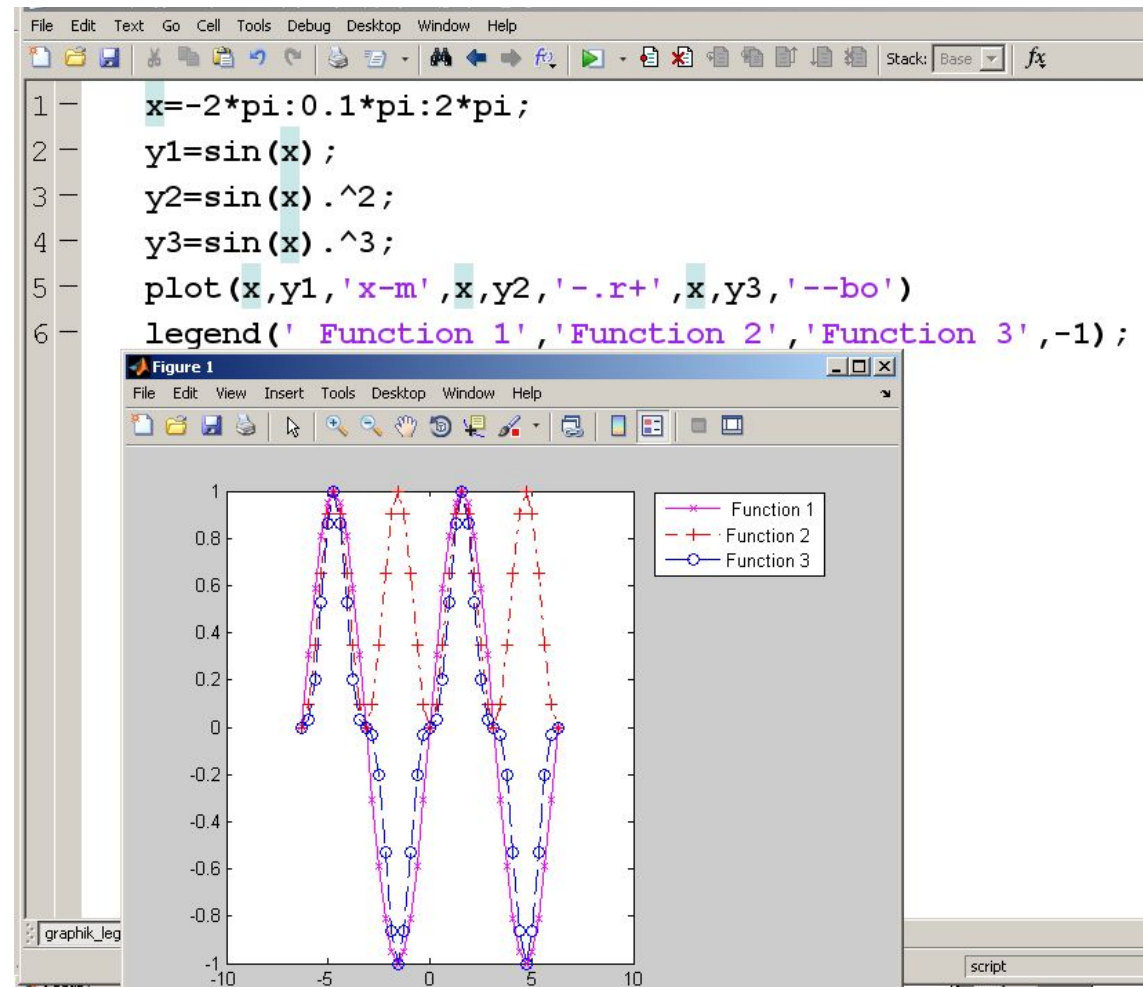 File Edit Text Go Cell Tools Debug Desktop Window Help
Stack: Base fx
1 x=-2*pi:0.1*pi:2*pi;
2 y1=sin(x);
3 y2=sin(x).^2;
4 y3=sin(x).^3;
5 plot(x,y1,'x-m',x,y2,'-.r+',x,y3,'--bo')
6 legend(' Function 1','Function 2','Function 3',-1);
Figure 1
File Edit View Insert Tools Desktop Window Help
1
0.8
0.6
0.4
0.2
0
-0.2
-0.4
-0.6
-0.8
-1
-10 -5 0 5 10
Function 1
Function 2
Function 3
graphik_leg
script